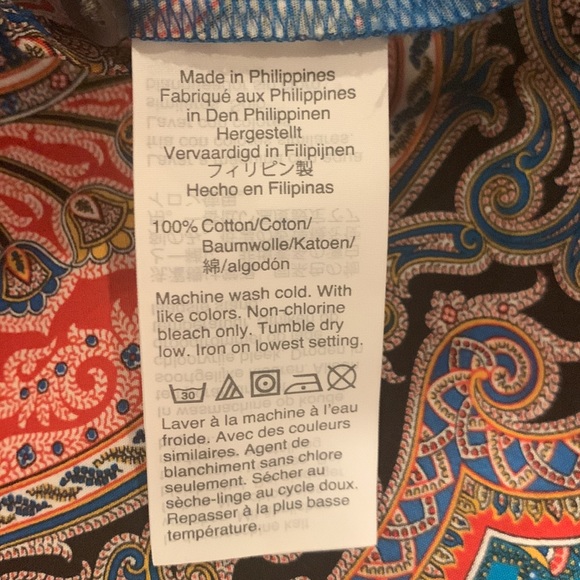 Made in Philippines
Fabriqué aux Philippines
in Den Philippinen
Hergestellt
Vervaardigd in Filipijnen
フィリピン製
Hecho en Filipinas
100% Cotton/Coton/
Baumwolle/Katoen/
綿/algodón
Machine wash cold. With
like colors. Non-chlorine
bleach only. Tumble dry
low. Iron on lowest setting.
30
Laver à la machine à l'eau
froide. Avec des couleurs
similaires. Agent de
blanchiment sans chlore
seulement. Sécher au
sèche-linge au cycle doux.
Repasser à la plus basse
température.